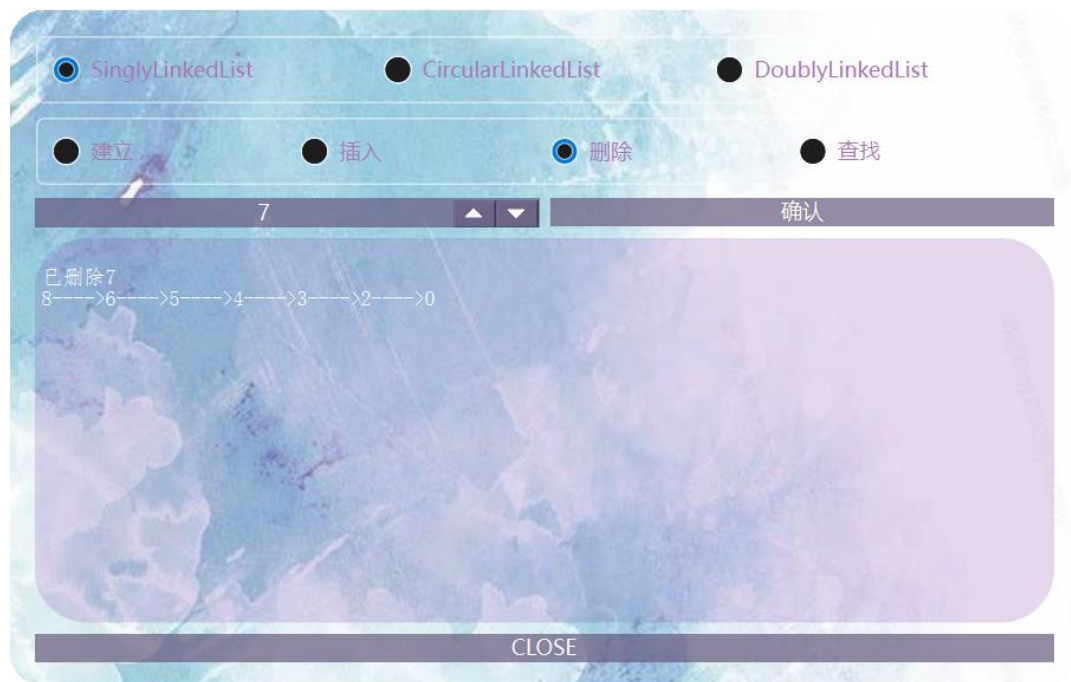 SinglyLinkedList CircularLinkedList DoublyLinkedList
建立 插入 删除 查找
7 确认
已删除7
8---->6---->5---->4---->3---->2---->0
CLOSE